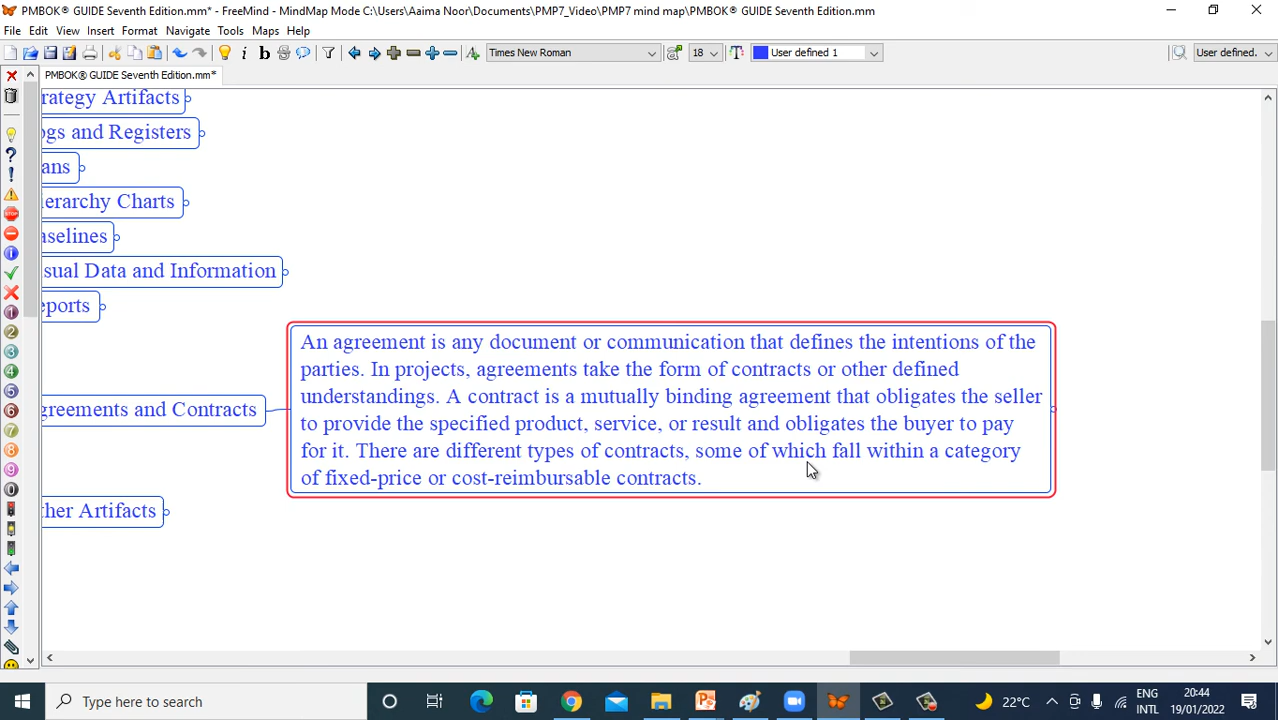 PMBOK® GUIDE Seventh Edition.mm* - FreeMind - MindMap Mode C:\Users\Aaima Noor\Documents\PMP7_Video\PMP7 mind map\PMBOK® GUIDE Seventh Edition.mm
File Edit View Insert Format Navigate Tools Maps Help
Times New Roman 18 User defined 1 User defined.
PMBOK® GUIDE Seventh Edition.mm*
rategy Artifacts
ogs and Registers
ans
ierarchy Charts
aselines
isual Data and Information
eports
An agreement is any document or communication that defines the intentions of the
parties. In projects, agreements take the form of contracts or other defined
understandings. A contract is a mutually binding agreement that obligates the seller
to provide the specified product, service, or result and obligates the buyer to pay
for it. There are different types of contracts, some of which fall within a category
of fixed-price or cost-reimbursable contracts.
greements and Contracts
ther Artifacts
Type here to search
22°C
ENG
INTL
20:44
19/01/2022